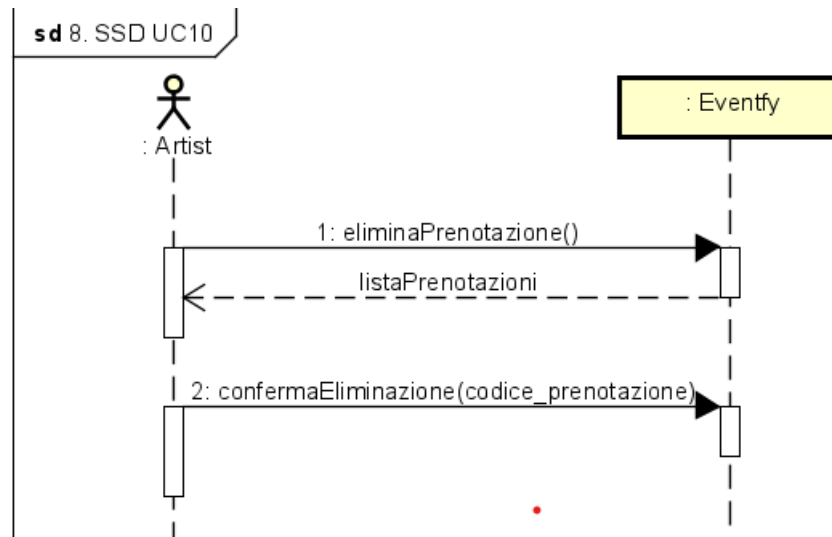 sd 8. SSD UC10
: Artist
: Eventfy
1: eliminaPrenotazione()
listaPrenotazioni
2: confermaEliminazione(codice_prenotazione)